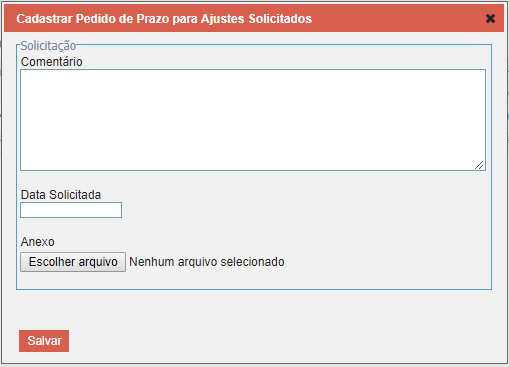 Cadastrar Pedido de Prazo para Ajustes Solicitados
Solicitação
Comentário
Data Solicitada
Anexo
Escolher arquivo Nenhum arquivo selecionado
Salvar